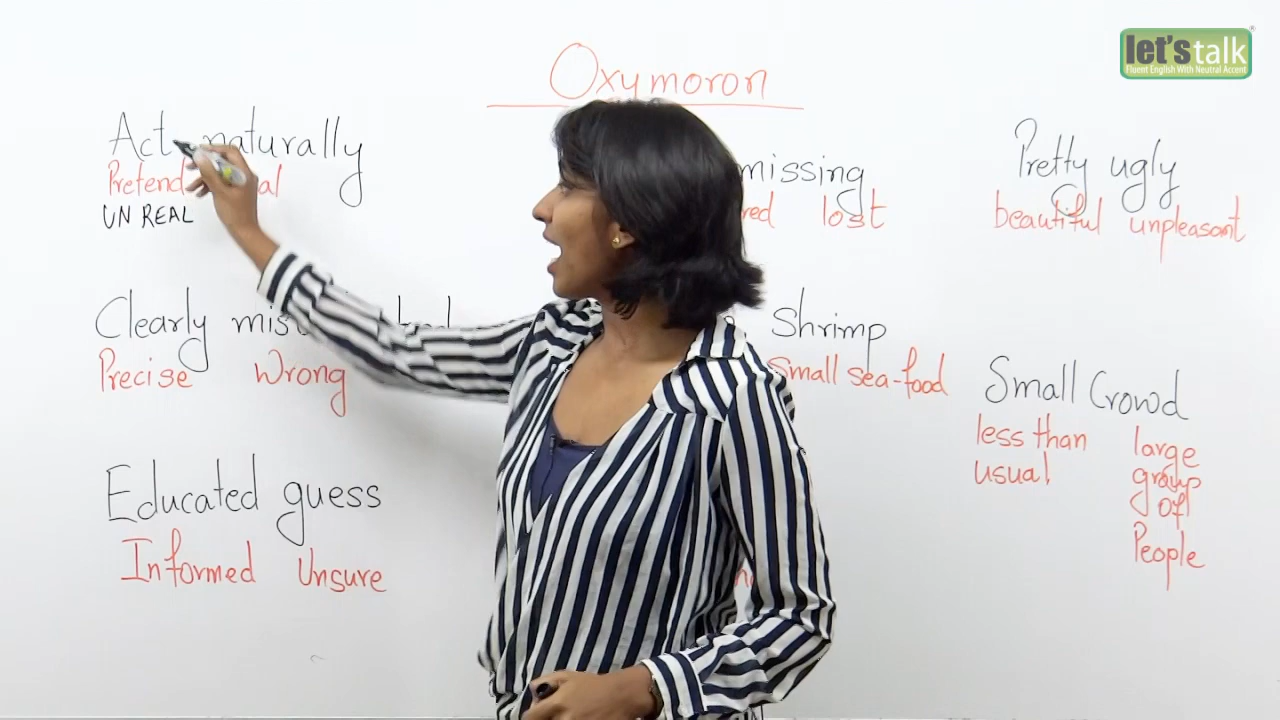 let's talk
Fluent English With Neutral Accent
Oxymoron
Act naturally
Pretend
UN REAL
missing
lost
Pretty ugly
beautiful unpleasant
Clearly
Precise Wrong
Shrimp
Small sea-food
Small Crowd
less than usual
large group of People
Educated guess
Informed Unsure